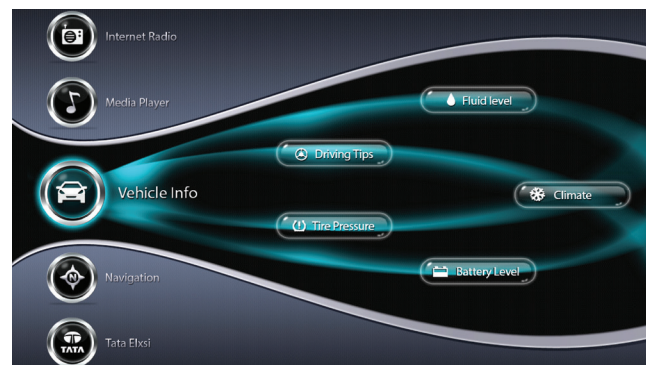 Internet Radio
Media Player
Fluid level
Driving Tips
Vehicle Info
Climate
Tire Pressure
Battery Level
N
Navigation
TATA
Tata Elxsi